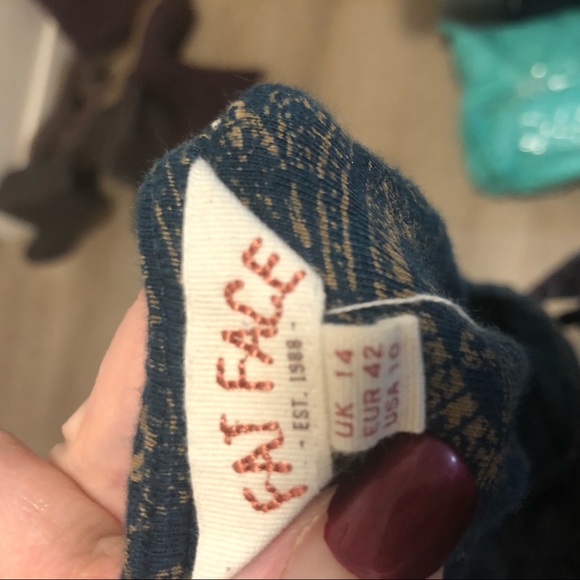 FAT FACE
- EST. 1988 -
UK 14
EUR 42
USA 10